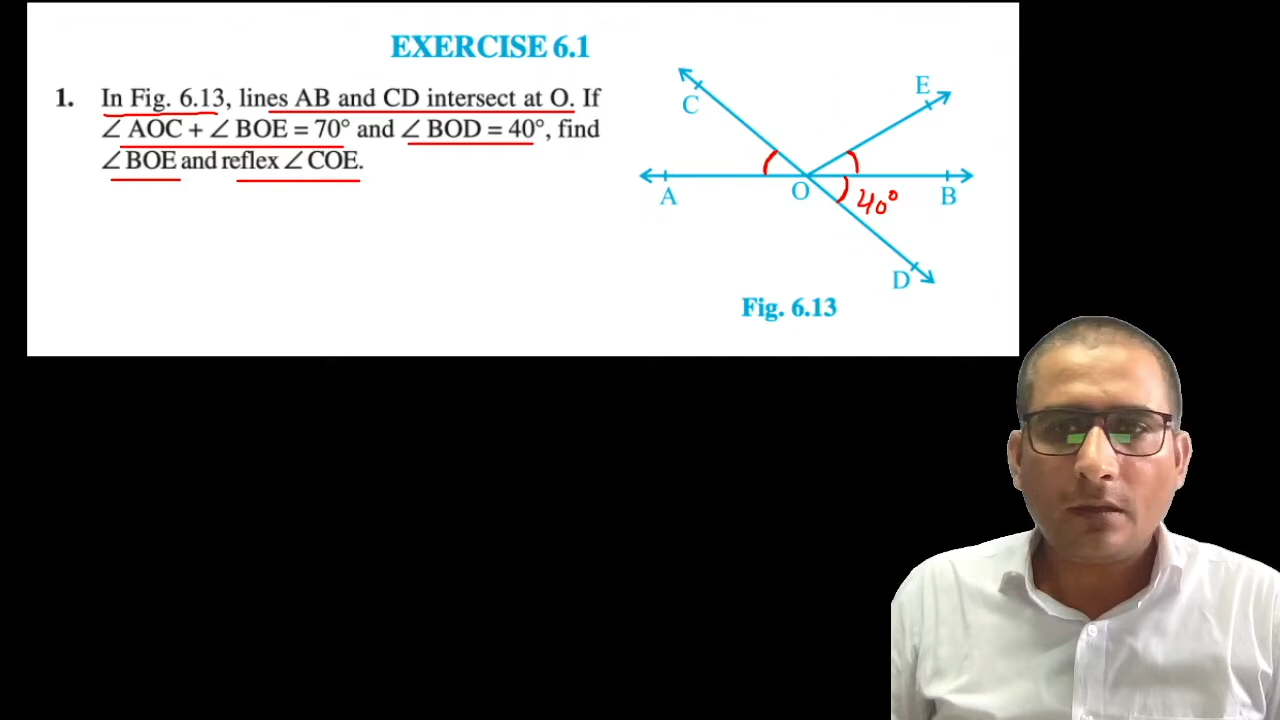 EXERCISE 6.1
1. In Fig. 6.13, lines AB and CD intersect at O. If
∠ AOC + ∠ BOE = 70° and ∠ BOD = 40°, find
∠ BOE and reflex ∠ COE.
C
E
A
O
B
40°
D
Fig. 6.13